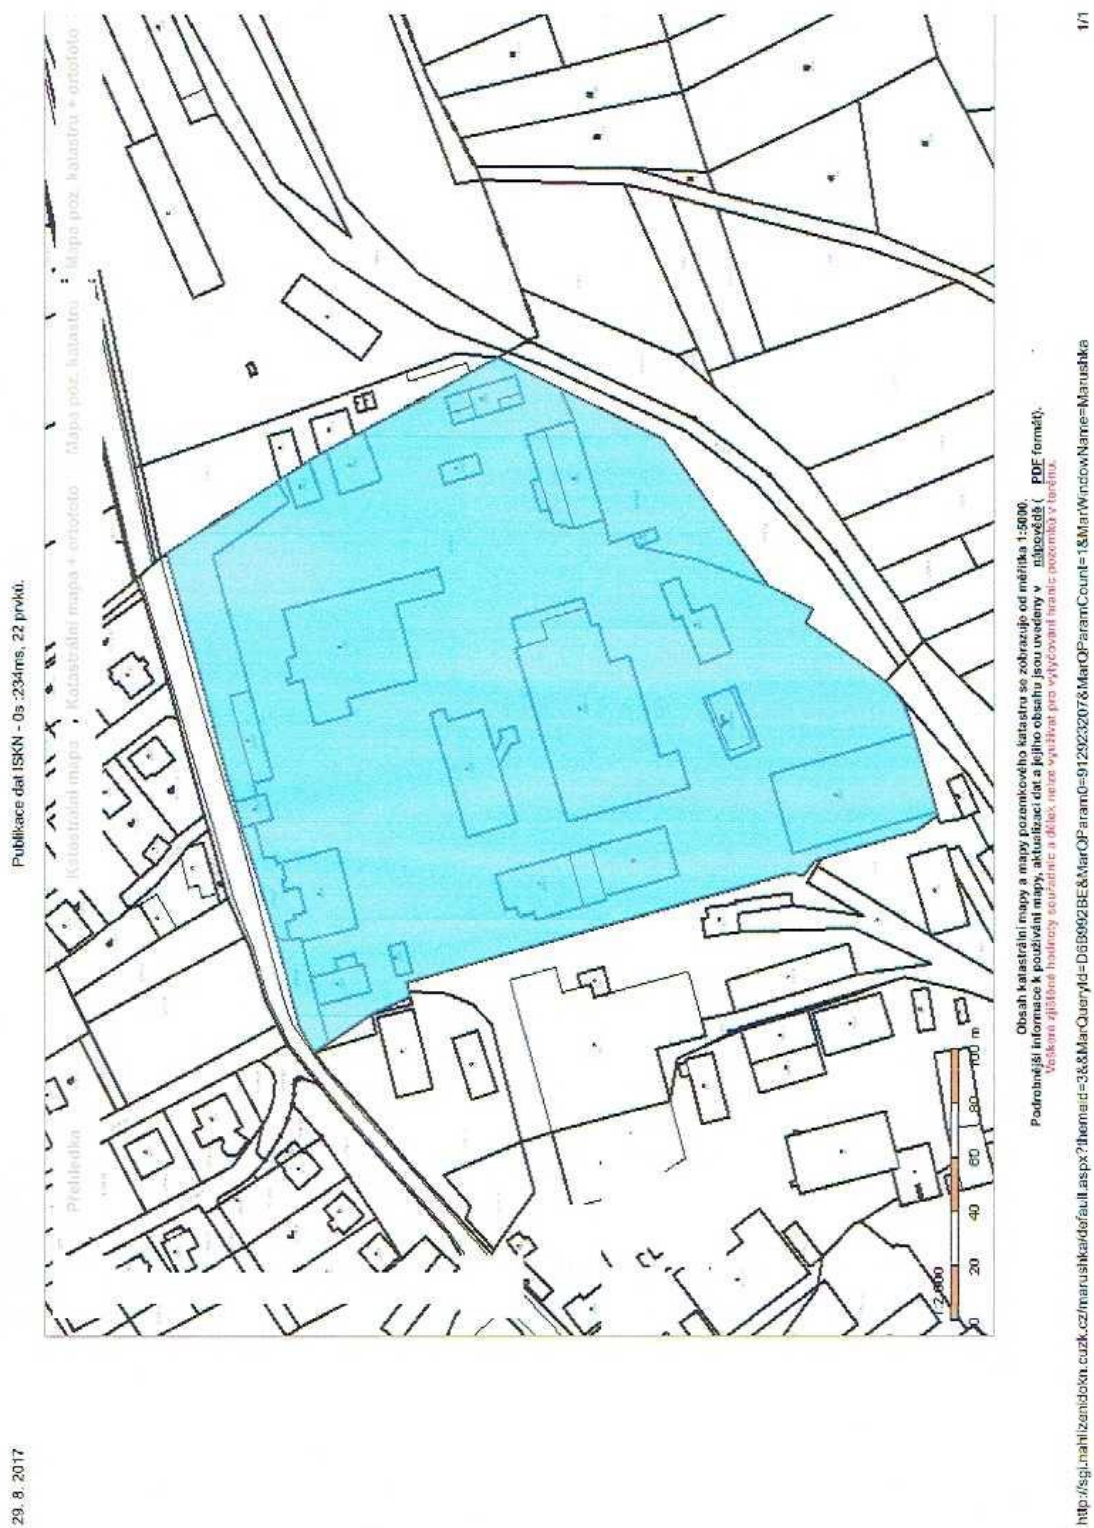 29. 8. 2017
Publikace dat ISKN - 0s :234ms, 22 prvků.
Přehledka Katastrální mapa Katastrální mapa + ortofoto Mapa poz. katastru Mapa poz. katastru + ortofoto
1:2,000
0 20 40 60 80 100 m
Obsah katastrální mapy a mapy pozemkového katastru se zobrazuje od měřítka 1:5000.
Podrobnější informace k používání mapy, aktualizaci dat a jejího obsahu jsou uvedeny v nápovědě ( PDF formát).
Veškeré zjištěné hodnoty souřadnic a délek nelze využívat pro vytyčování hranic pozemků v terénu.
http://sgi.nahlizenidokn.cuzk.cz/marushka/default.aspx?themeid=3&&MarQueryId=D6B992BE&MarQParam0=912923207&MarQParamCount=1&MarWindowName=Marushka
1/1